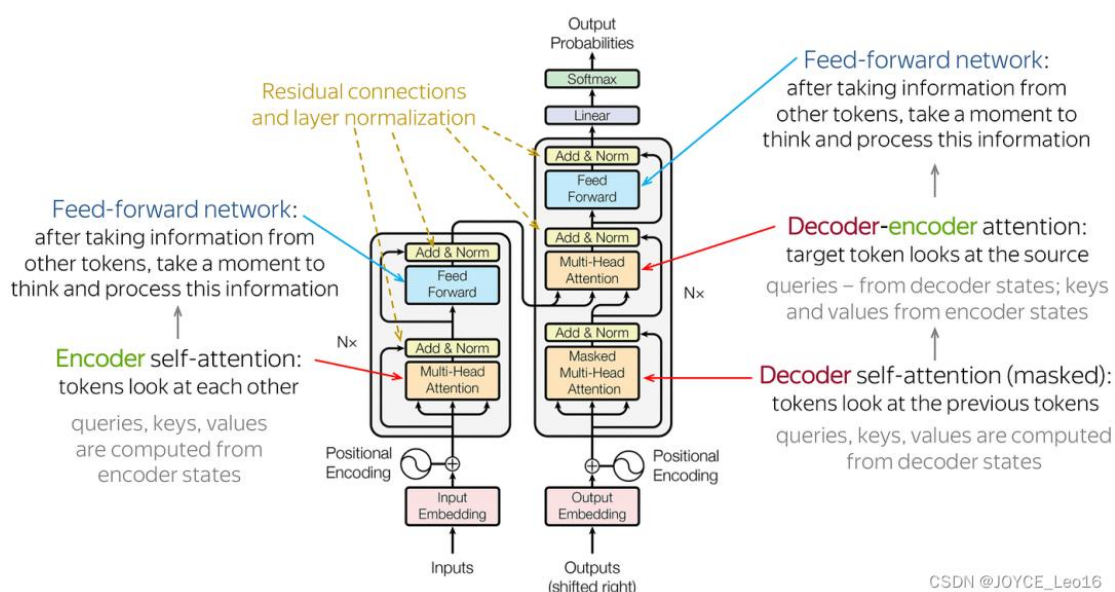 Output
Probabilities
Softmax
Linear
Add & Norm
Feed
Forward
Add & Norm
Multi-Head
Attention
Add & Norm
Masked
Multi-Head
Attention
N×
Positional
Encoding
Output
Embedding
Outputs
(shifted right)
Residual connections
and layer normalization
Feed-forward network:
after taking information from
other tokens, take a moment to
think and process this information
Encoder self-attention:
tokens look at each other
queries, keys, values
are computed from
encoder states
N×
Add & Norm
Feed
Forward
Add & Norm
Multi-Head
Attention
Positional
Encoding
Input
Embedding
Inputs
Feed-forward network:
after taking information from
other tokens, take a moment to
think and process this information
Decoder-encoder attention:
target token looks at the source
queries – from decoder states; keys
and values from encoder states
Decoder self-attention (masked):
tokens look at the previous tokens
queries, keys, values are computed
from decoder states
CSDN @JOYCE_Leo16